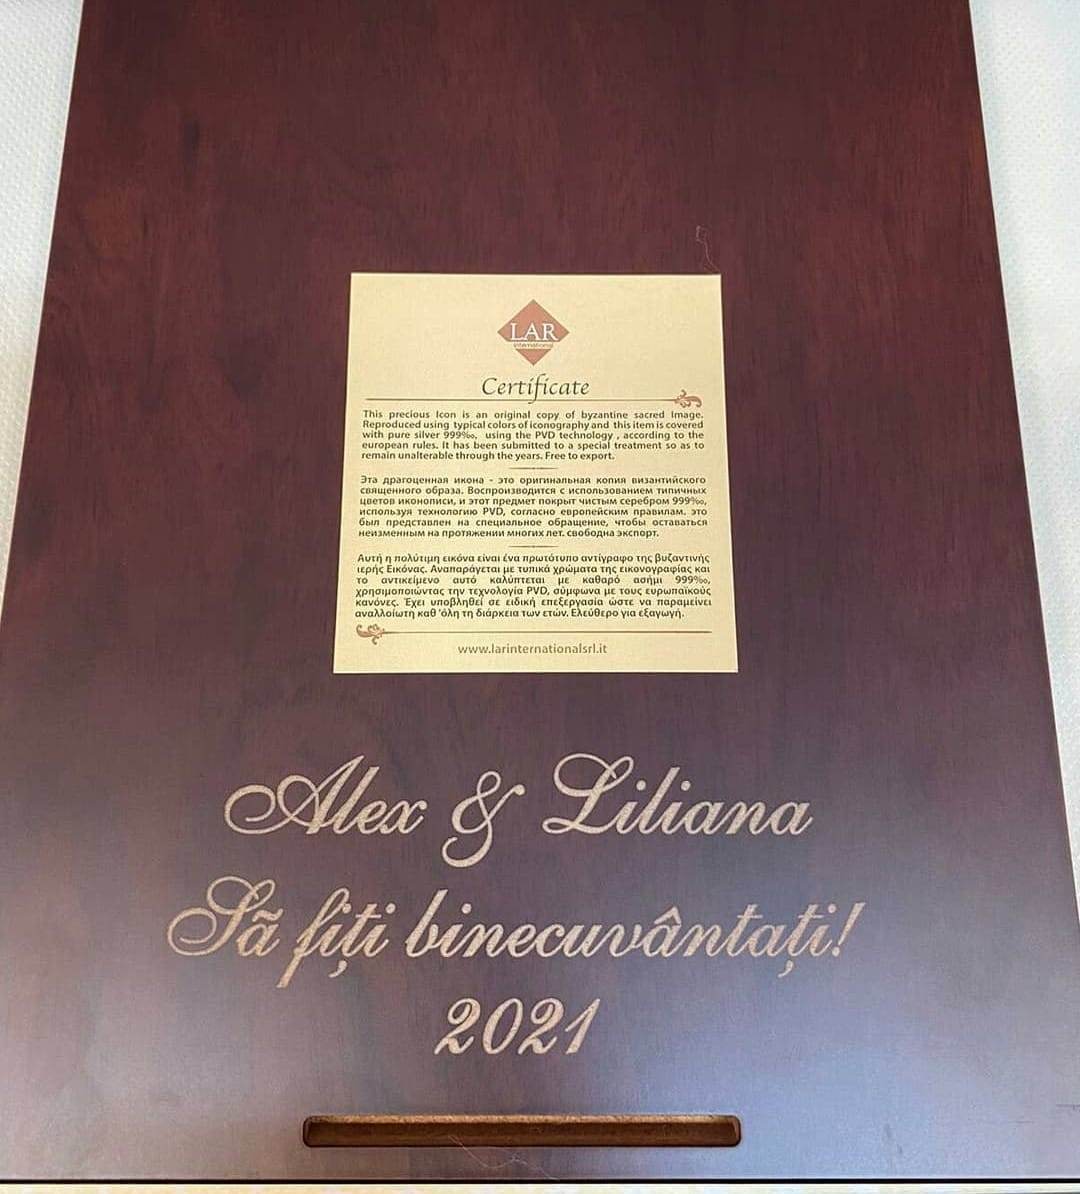 LAR
international
Certificate
This precious Icon is an original copy of byzantine sacred Image.
Reproduced using typical colors of iconography and this item is covered
with pure silver 999‰, using the PVD technology , according to the
european rules. It has been submitted to a special treatment so as to
remain unalterable through the years. Free to export.
Эта драгоценная икона - это оригинальная копия византийского
священного образа. Воспроизводится с использованием типичных
цветов иконописи, и этот предмет покрыт чистым серебром 999‰,
используя технологию PVD, согласно европейским правилам. это
был представлен на специальное обращение, чтобы оставаться
неизменным на протяжении многих лет. свободна экспорт.
Αυτή η πολύτιμη εικόνα είναι ένα πρωτότυπο αντίγραφο της βυζαντινής
ιερής Εικόνας. Αναπαράγεται με τυπικά χρώματα της εικονογραφίας και
το αντικείμενο αυτό καλύπτεται με καθαρό ασήμι 999‰,
χρησιμοποιώντας την τεχνολογία PVD, σύμφωνα με τους ευρωπαϊκούς
κανόνες. Έχει υποβληθεί σε ειδική επεξεργασία ώστε να παραμείνει
αναλλοίωτη καθ 'όλη τη διάρκεια των ετών. Ελεύθερο για εξαγωγή.
www.larinternationalsrl.it
Alex & Liliana
Sã fiți binecuvântați!
2021